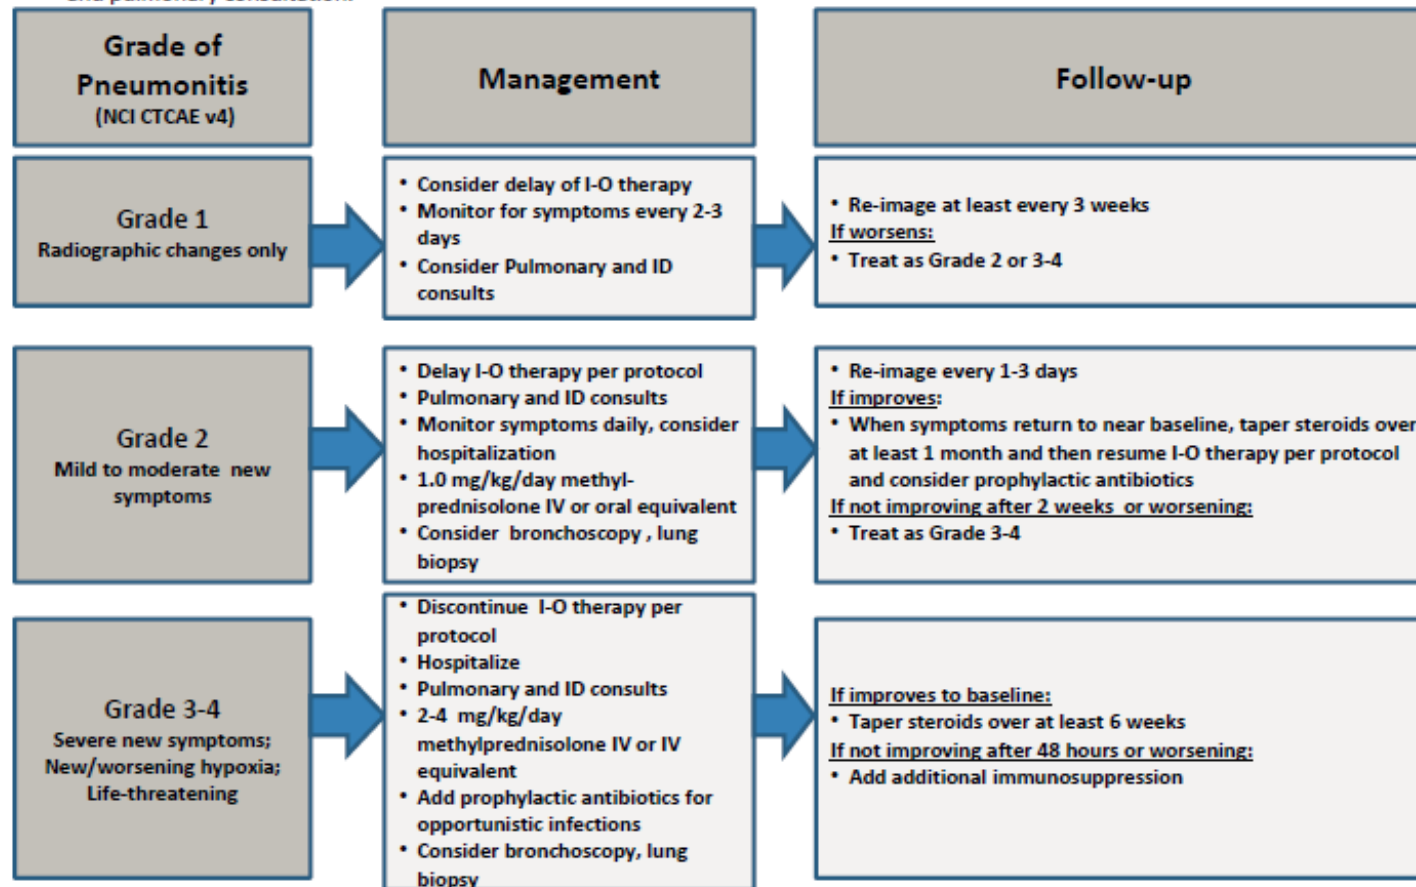 and pulmonary consultation.
Grade of
Pneumonitis
(NCI CTCAE v4)
Management
Follow-up
Grade 1
Radiographic changes only
• Consider delay of I-O therapy
• Monitor for symptoms every 2-3
days
• Consider Pulmonary and ID
consults
• Re-image at least every 3 weeks
If worsens:
• Treat as Grade 2 or 3-4
Grade 2
Mild to moderate new
symptoms
• Delay I-O therapy per protocol
• Pulmonary and ID consults
• Monitor symptoms daily, consider
hospitalization
• 1.0 mg/kg/day methyl-
prednisolone IV or oral equivalent
• Consider bronchoscopy , lung
biopsy
• Re-image every 1-3 days
If improves:
• When symptoms return to near baseline, taper steroids over
at least 1 month and then resume I-O therapy per protocol
and consider prophylactic antibiotics
If not improving after 2 weeks or worsening:
• Treat as Grade 3-4
Grade 3-4
Severe new symptoms;
New/worsening hypoxia;
Life-threatening
• Discontinue I-O therapy per
protocol
• Hospitalize
• Pulmonary and ID consults
• 2-4 mg/kg/day
methylprednisolone IV or IV
equivalent
• Add prophylactic antibiotics for
opportunistic infections
• Consider bronchoscopy, lung
biopsy
If improves to baseline:
• Taper steroids over at least 6 weeks
If not improving after 48 hours or worsening:
• Add additional immunosuppression